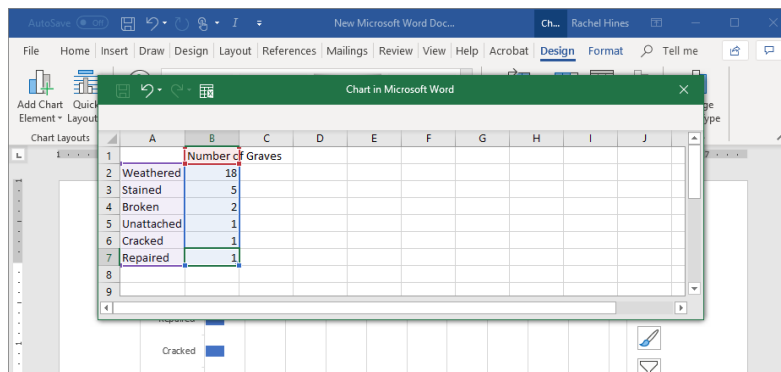 AutoSave Off New Microsoft Word Doc... Ch... Rachel Hines
File Home Insert Draw Design Layout References Mailings Review View Help Acrobat Design Format Tell me
Add Chart Quick
Element Layout
Chart Layouts
Chart in Microsoft Word
A B C D E F G H I J
1 Number of Graves
2 Weathered 18
3 Stained 5
4 Broken 2
5 Unattached 1
6 Cracked 1
7 Repaired 1
8
9
1
7
Repaired
Cracked